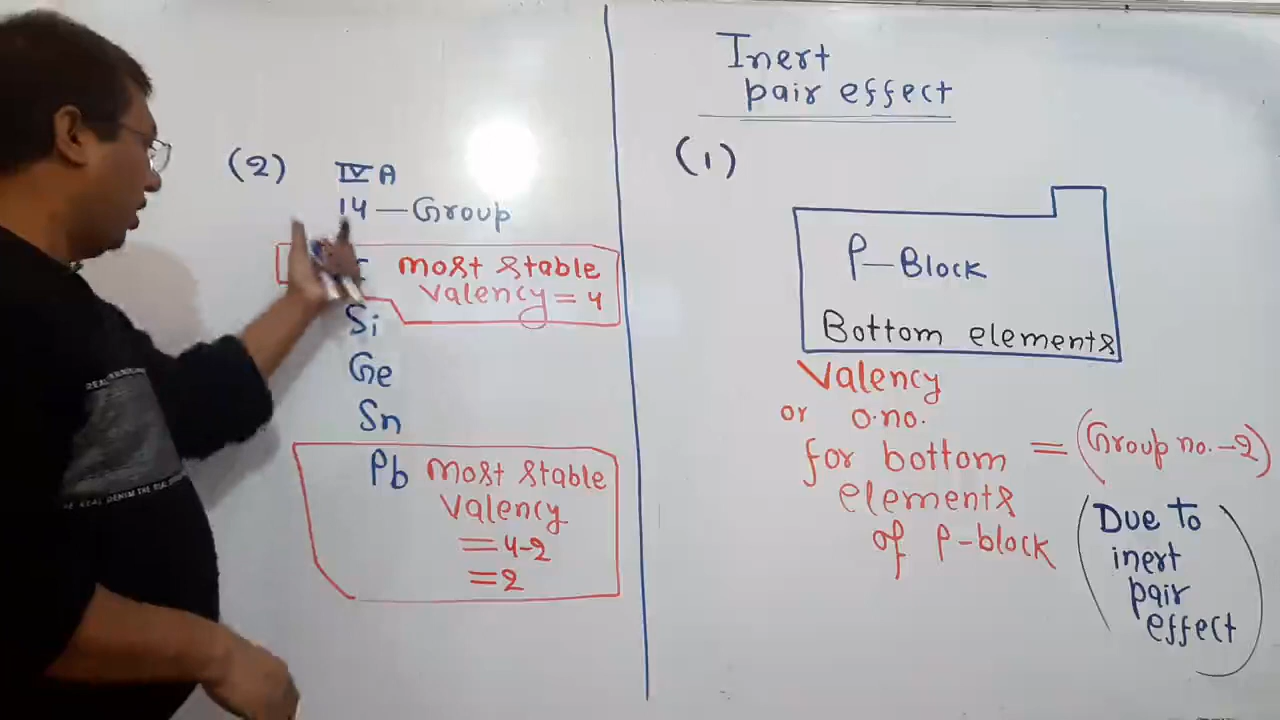 Inert
pair effect
(1)
P-Block
Bottom elements
Valency
or o.no.
for bottom = (Group no.-2)
elements
of P-block
(Due to
inert
pair
effect)
(2) IV A
14 - Group
most stable
valency = 4
Si
Ge
Sn
Pb most stable
valency
= 4-2
= 2